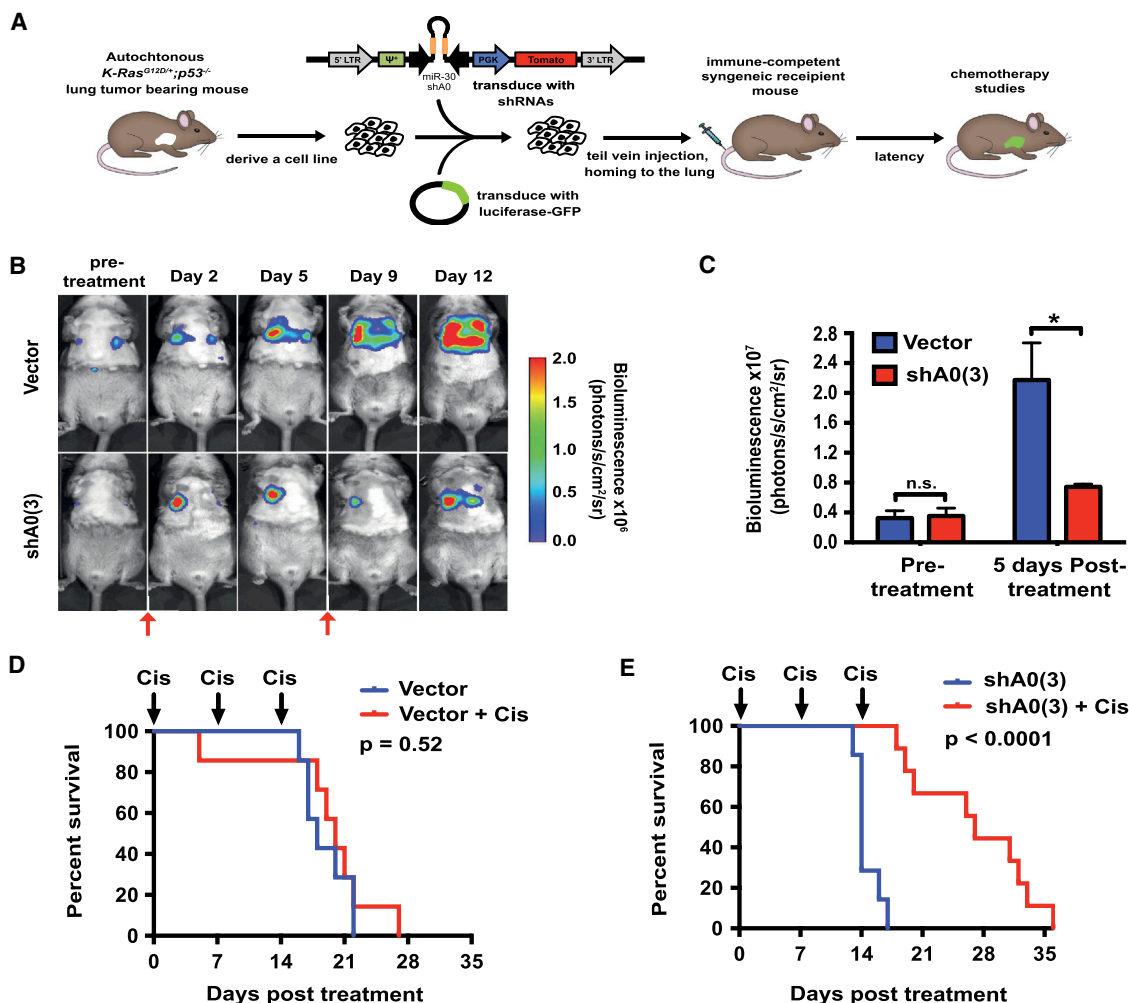 A
Autochtonous
K-Ras^G12D/+;p53^-/-
lung tumor bearing mouse
derive a cell line
5' LTR
Ψ+
PGK
Tomato
3' LTR
miR-30
shA0
transduce with
shRNAs
transduce with
luciferase-GFP
teil vein injection,
homing to the lung
immune-competent
syngeneic receipient
mouse
latency
chemotherapy
studies
B
pre-
treatment
Day 2
Day 5
Day 9
Day 12
Vector
shA0(3)
2.0
1.0
0.5
0.0
Bioluminescence x10^6
(photons/s/cm²/sr)
C
Bioluminescence x10^7
(photons/s/cm²/sr)
2.8
2.4
2.0
1.6
1.2
0.8
0.4
0.0
Vector
shA0(3)
n.s.
*
Pre-
treatment
5 days Post-
treatment
D
Cis Cis Cis
Vector
Vector + Cis
p = 0.52
Percent survival
100
80
60
40
20
0
0 7 14 21 28 35
Days post treatment
E
Cis Cis Cis
shA0(3)
shA0(3) + Cis
p < 0.0001
Percent survival
100
80
60
40
20
0
0 7 14 21 28 35
Days post treatment